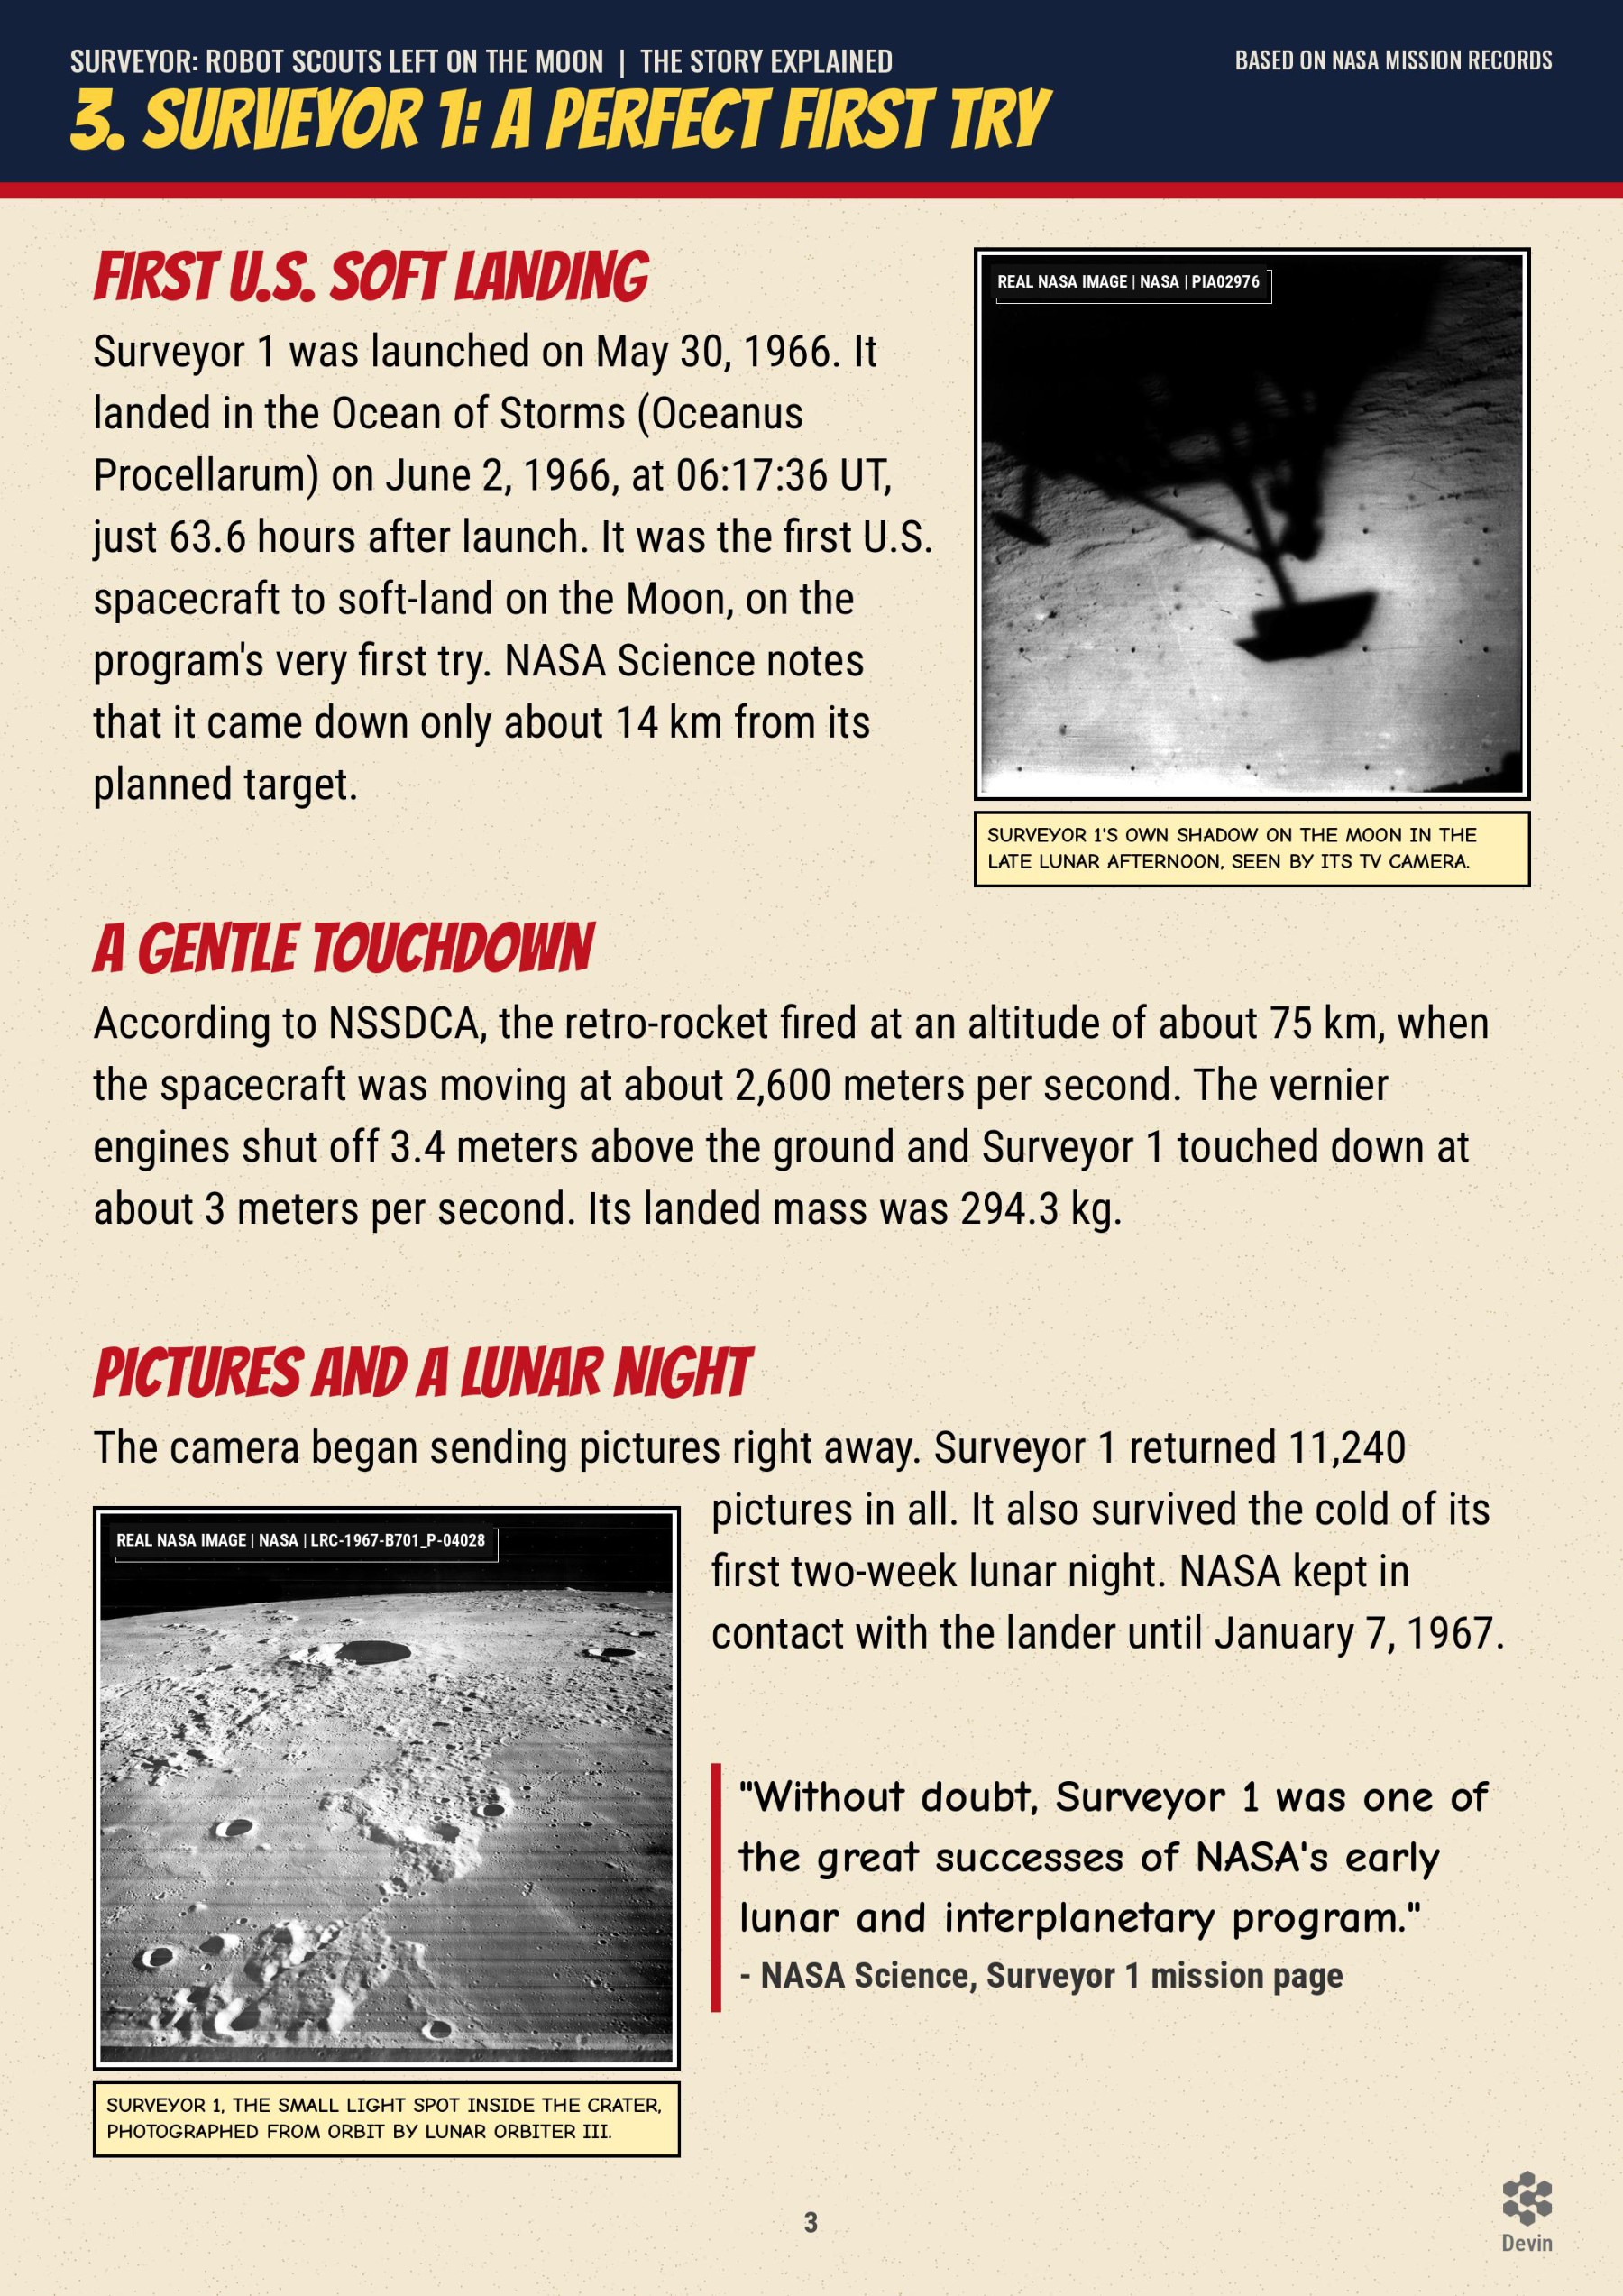 SURVEYOR: ROBOT SCOUTS LEFT ON THE MOON | THE STORY EXPLAINED
BASED ON NASA MISSION RECORDS
3. SURVEYOR 1: A PERFECT FIRST TRY
FIRST U.S. SOFT LANDING
Surveyor 1 was launched on May 30, 1966. It
landed in the Ocean of Storms (Oceanus
Procellarum) on June 2, 1966, at 06:17:36 UT,
just 63.6 hours after launch. It was the first U.S.
spacecraft to soft-land on the Moon, on the
program's very first try. NASA Science notes
that it came down only about 14 km from its
planned target.
REAL NASA IMAGE | NASA | PIA02976
SURVEYOR 1'S OWN SHADOW ON THE MOON IN THE
LATE LUNAR AFTERNOON, SEEN BY ITS TV CAMERA.
A GENTLE TOUCHDOWN
According to NSSDCA, the retro-rocket fired at an altitude of about 75 km, when
the spacecraft was moving at about 2,600 meters per second. The vernier
engines shut off 3.4 meters above the ground and Surveyor 1 touched down at
about 3 meters per second. Its landed mass was 294.3 kg.
PICTURES AND A LUNAR NIGHT
The camera began sending pictures right away. Surveyor 1 returned 11,240
pictures in all. It also survived the cold of its
first two-week lunar night. NASA kept in
contact with the lander until January 7, 1967.
REAL NASA IMAGE | NASA | LRC-1967-B701_P-04028
SURVEYOR 1, THE SMALL LIGHT SPOT INSIDE THE CRATER,
PHOTOGRAPHED FROM ORBIT BY LUNAR ORBITER III.
"Without doubt, Surveyor 1 was one of
the great successes of NASA's early
lunar and interplanetary program."
- NASA Science, Surveyor 1 mission page
3
Devin